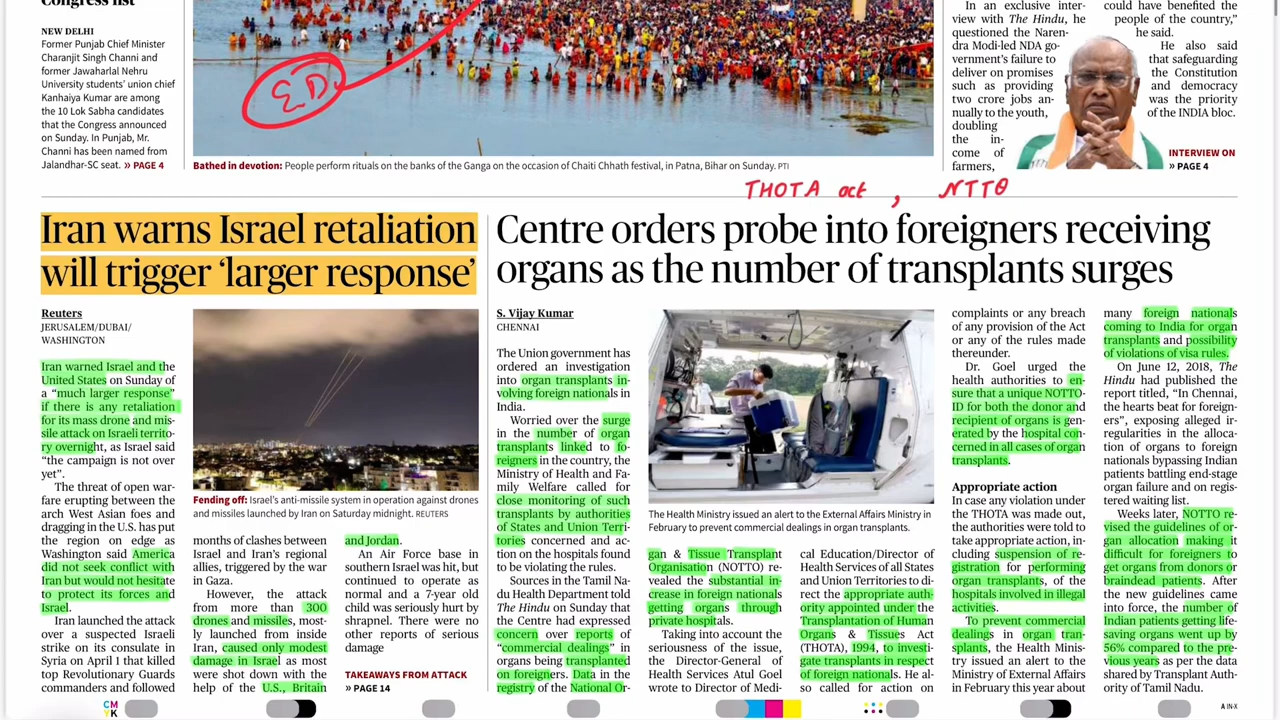 Congress list
NEW DELHI
Former Punjab Chief Minister
Charanjit Singh Channi and
former Jawaharlal Nehru
University students' union chief
Kanhaiya Kumar are among
the 10 Lok Sabha candidates
that the Congress announced
on Sunday. In Punjab, Mr.
Channi has been named from
Jalandhar-SC seat. » PAGE 4
ED
Bathed in devotion: People perform rituals on the banks of the Ganga on the occasion of Chaiti Chhath festival, in Patna, Bihar on Sunday. PTI
In an exclusive inter-
view with The Hindu, he
questioned the Naren-
dra Modi-led NDA go-
vernment's failure to
deliver on promises
such as providing
two crore jobs an-
nually to the youth,
doubling
the in-
come of
farmers,
could have benefited the
people of the country,"
he said.
He also said
that safeguarding
the Constitution
and democracy
was the priority
of the INDIA bloc.
INTERVIEW ON
» PAGE 4
THOTA act , NTTO
Iran warns Israel retaliation
will trigger 'larger response'
Reuters
JERUSALEM/DUBAI/
WASHINGTON
Iran warned Israel and the
United States on Sunday of
a "much larger response"
if there is any retaliation
for its mass drone and mis-
sile attack on Israeli territo-
ry overnight, as Israel said
"the campaign is not over
yet".
The threat of open war-
fare erupting between the
arch West Asian foes and
dragging in the U.S. has put
the region on edge as
Washington said America
did not seek conflict with
Iran but would not hesitate
to protect its forces and
Israel.
Iran launched the attack
over a suspected Israeli
strike on its consulate in
Syria on April 1 that killed
top Revolutionary Guards
commanders and followed
Fending off: Israel's anti-missile system in operation against drones
and missiles launched by Iran on Saturday midnight. REUTERS
months of clashes between
Israel and Iran's regional
allies, triggered by the war
in Gaza.
However, the attack
from more than 300
drones and missiles, most-
ly launched from inside
Iran, caused only modest
damage in Israel as most
were shot down with the
help of the U.S., Britain
and Jordan.
An Air Force base in
southern Israel was hit, but
continued to operate as
normal and a 7-year old
child was seriously hurt by
shrapnel. There were no
other reports of serious
damage
TAKEAWAYS FROM ATTACK
» PAGE 14
Centre orders probe into foreigners receiving
organs as the number of transplants surges
S. Vijay Kumar
CHENNAI
The Union government has
ordered an investigation
into organ transplants in-
volving foreign nationals in
India.
Worried over the surge
in the number of organ
transplants linked to fo-
reigners in the country, the
Ministry of Health and Fa-
mily Welfare called for
close monitoring of such
transplants by authorities
of States and Union Terri-
tories concerned and ac-
tion on the hospitals found
to be violating the rules.
Sources in the Tamil Na-
du Health Department told
The Hindu on Sunday that
the Centre had expressed
concern over reports of
"commercial dealings" in
organs being transplanted
on foreigners. Data in the
registry of the National Or-
The Health Ministry issued an alert to the External Affairs Ministry in
February to prevent commercial dealings in organ transplants.
gan & Tissue Transplant
Organisation (NOTTO) re-
vealed the substantial in-
crease in foreign nationals
getting organs through
private hospitals.
Taking into account the
seriousness of the issue,
the Director-General of
Health Services Atul Goel
wrote to Director of Medi-
cal Education/Director of
Health Services of all States
and Union Territories to di-
rect the appropriate auth-
ority appointed under the
Transplantation of Human
Organs & Tissues Act
(THOTA), 1994, to investi-
gate transplants in respect
of foreign nationals. He al-
so called for action on
complaints or any breach
of any provision of the Act
or any of the rules made
thereunder.
Dr. Goel urged the
health authorities to en-
sure that a unique NOTTO-
ID for both the donor and
recipient of organs is gen-
erated by the hospital con-
cerned in all cases of organ
transplants.
Appropriate action
In case any violation under
the THOTA was made out,
the authorities were told to
take appropriate action, in-
cluding suspension of re-
gistration for performing
organ transplants, of the
hospitals involved in illegal
activities.
To prevent commercial
dealings in organ tran-
splants, the Health Minis-
try issued an alert to the
Ministry of External Affairs
in February this year about
many foreign nationals
coming to India for organ
transplants and possibility
of violations of visa rules.
On June 12, 2018, The
Hindu had published the
report titled, "In Chennai,
the hearts beat for foreign-
ers", exposing alleged ir-
regularities in the alloca-
tion of organs to foreign
nationals bypassing Indian
patients battling end-stage
organ failure and on regis-
tered waiting list.
Weeks later, NOTTO re-
vised the guidelines of or-
gan allocation making it
difficult for foreigners to
get organs from donors or
braindead patients. After
the new guidelines came
into force, the number of
Indian patients getting life-
saving organs went up by
56% compared to the pre-
vious years as per the data
shared by Transplant Auth-
ority of Tamil Nadu.
CM
YK
A IN-X